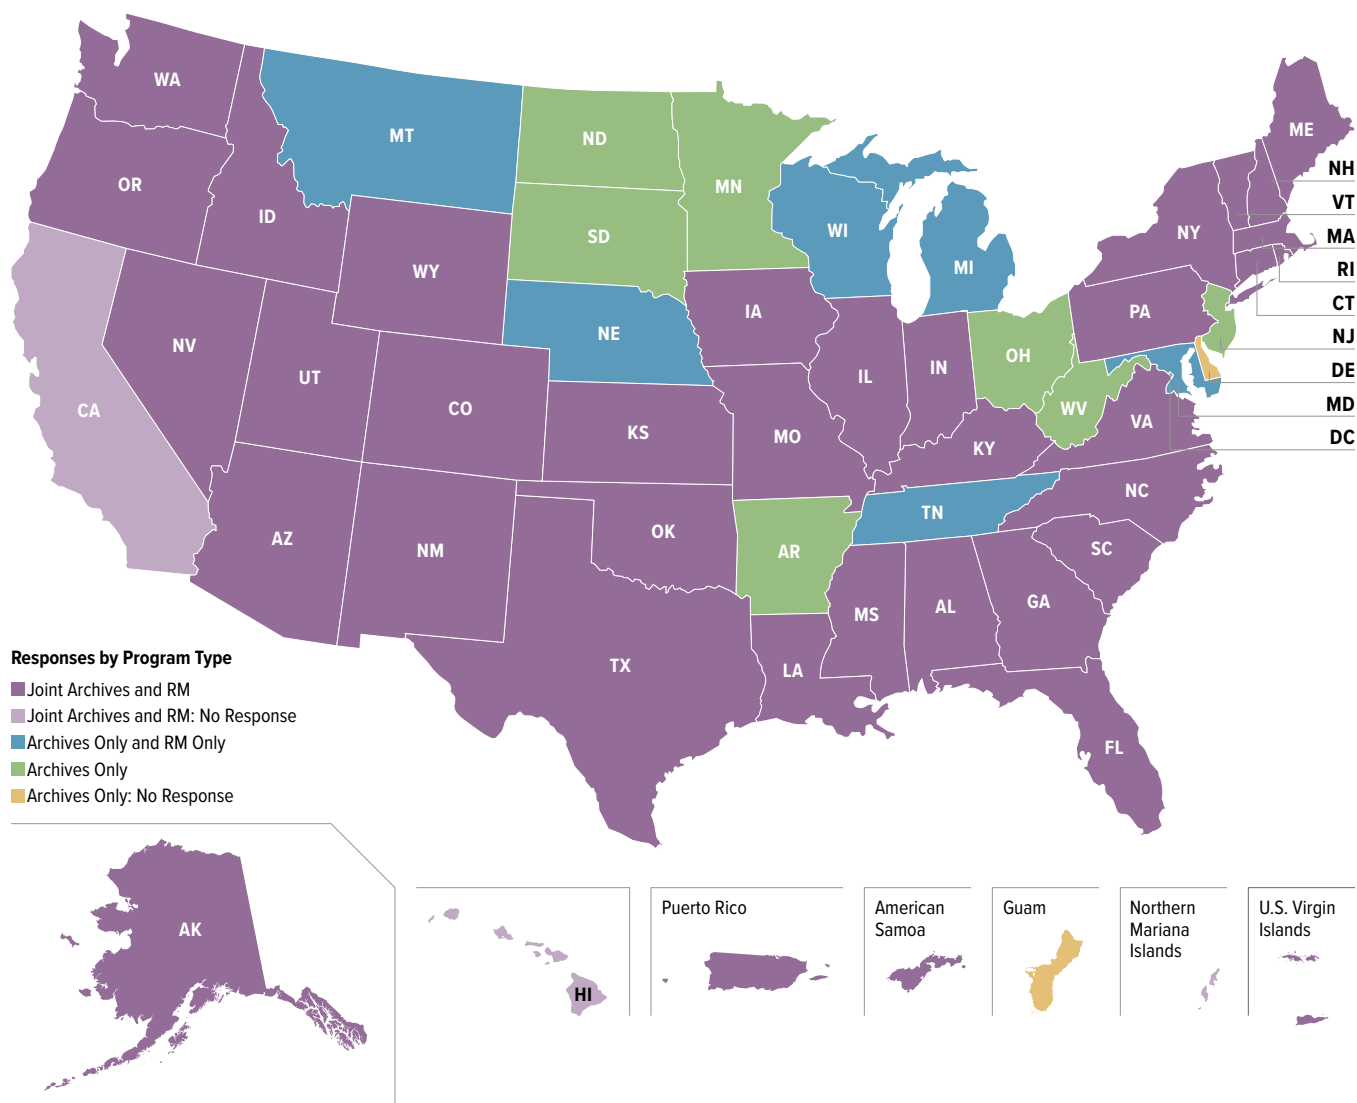 WA
MT
ND
MN
ME
OR
ID
SD
WI
MI
NY
NH
VT
MA
RI
CT
NJ
DE
MD
DC
WY
IA
NE
PA
NV
UT
CO
IL
IN
OH
CA
KS
MO
WV
VA
KY
NC
AZ
NM
OK
AR
TN
SC
MS
AL
GA
TX
LA
FL
Responses by Program Type
Joint Archives and RM
Joint Archives and RM: No Response
Archives Only and RM Only
Archives Only
Archives Only: No Response
AK
HI
Puerto Rico
American
Samoa
Guam
Northern
Mariana
Islands
U.S. Virgin
Islands